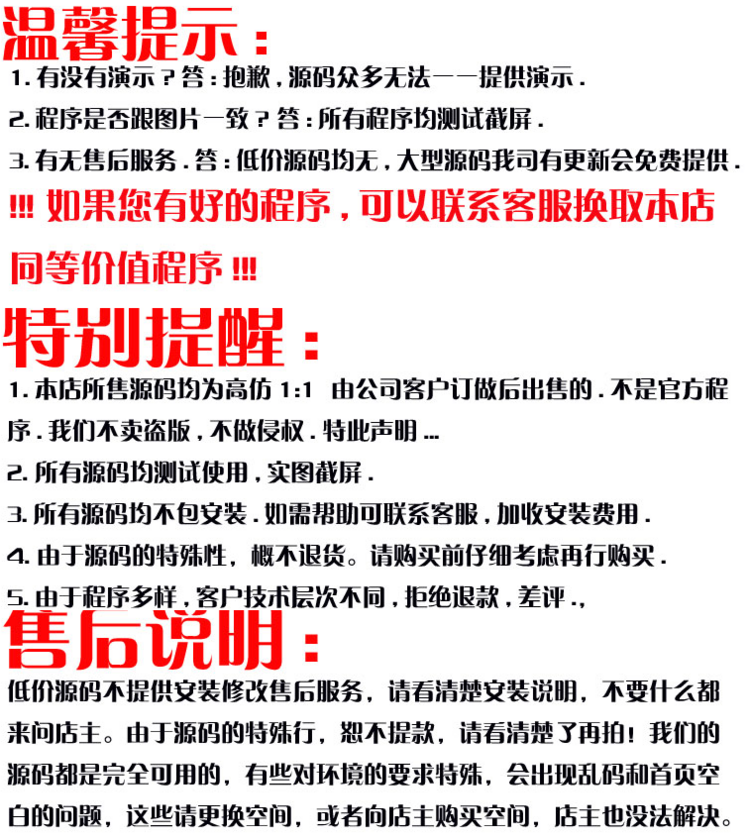 温馨提示：
1. 有没有演示？答：抱歉，源码众多无法一一提供演示.
2. 程序是否跟图片一致？答：所有程序均测试截屏.
3. 有无售后服务. 答：低价源码均无，大型源码我司有更新会免费提供.
!!! 如果您有好的程序，可以联系客服换取本店
同等价值程序 !!!
特别提醒：
1. 本店所售源码均为高仿 1:1 由公司客户订做后出售的. 不是官方程
序. 我们不卖盗版，不做侵权. 特此声明...
2. 所有源码均测试使用，实图截屏.
3. 所有源码均不包安装. 如需帮助可联系客服，加收安装费用.
4. 由于源码的特殊性，概不退货。请购买前仔细考虑再行购买.
5. 由于程序多样，客户技术层次不同，拒绝退款，差评.，
售后说明：
低价源码不提供安装修改售后服务，请看清楚安装说明，不要什么都
来问店主。由于源码的特殊行，恕不提款，请看清楚了再拍！我们的
源码都是完全可用的，有些对环境的要求特殊，会出现乱码和首页空
白的问题，这些请更换空间，或者向店主购买空间，店主也没法解决。